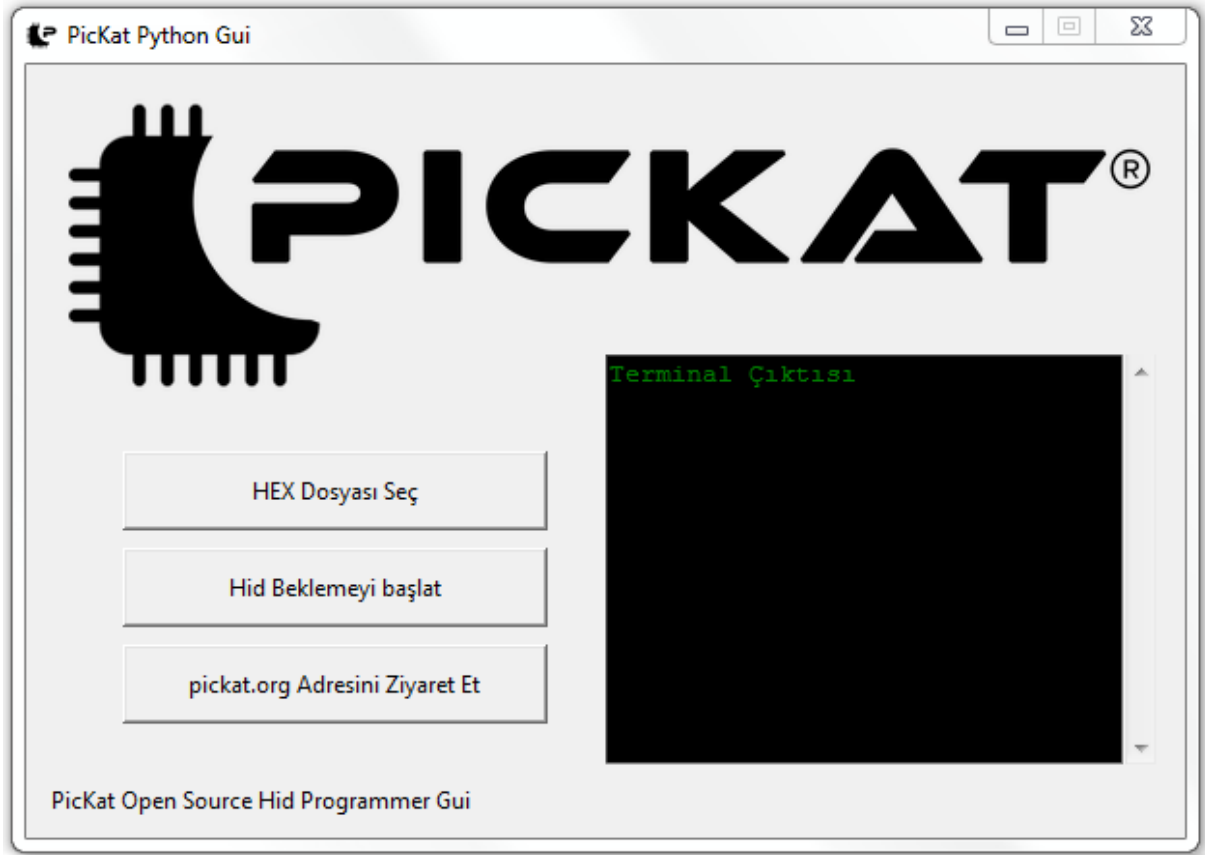 PicKat Python Gui
PICKAT®
Terminal Çıktısı
HEX Dosyası Seç
Hid Beklemeyi başlat
pickat.org Adresini Ziyaret Et
PicKat Open Source Hid Programmer Gui